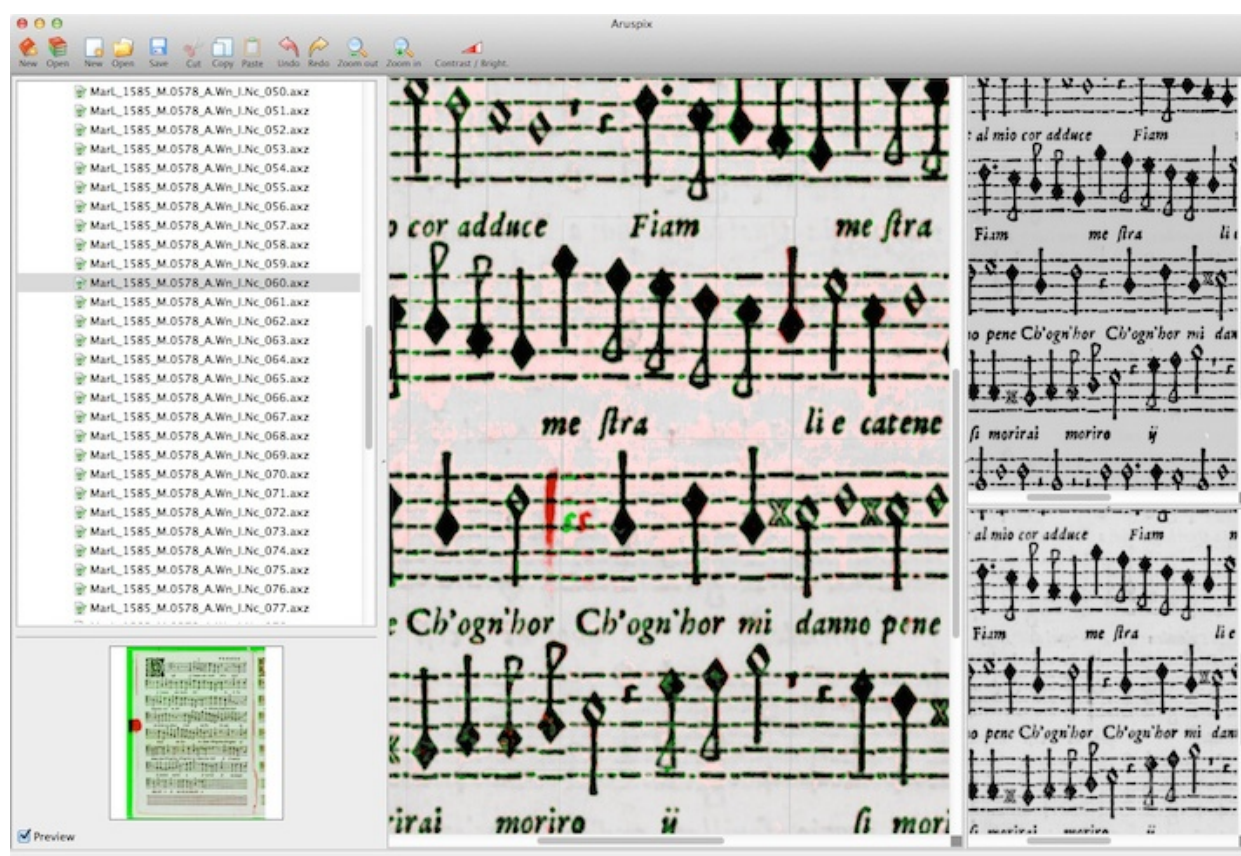 Aruspix
New Open New Open Save Cut Copy Paste Undo Redo Zoom out Zoom in Contrast / Bright.
MarL_1585_M.0578_A.Wn_I.Nc_050.axz
MarL_1585_M.0578_A.Wn_I.Nc_051.axz
MarL_1585_M.0578_A.Wn_I.Nc_052.axz
MarL_1585_M.0578_A.Wn_I.Nc_053.axz
MarL_1585_M.0578_A.Wn_I.Nc_054.axz
MarL_1585_M.0578_A.Wn_I.Nc_055.axz
MarL_1585_M.0578_A.Wn_I.Nc_056.axz
MarL_1585_M.0578_A.Wn_I.Nc_057.axz
MarL_1585_M.0578_A.Wn_I.Nc_058.axz
MarL_1585_M.0578_A.Wn_I.Nc_059.axz
MarL_1585_M.0578_A.Wn_I.Nc_060.axz
MarL_1585_M.0578_A.Wn_I.Nc_061.axz
MarL_1585_M.0578_A.Wn_I.Nc_062.axz
MarL_1585_M.0578_A.Wn_I.Nc_063.axz
MarL_1585_M.0578_A.Wn_I.Nc_064.axz
MarL_1585_M.0578_A.Wn_I.Nc_065.axz
MarL_1585_M.0578_A.Wn_I.Nc_066.axz
MarL_1585_M.0578_A.Wn_I.Nc_067.axz
MarL_1585_M.0578_A.Wn_I.Nc_068.axz
MarL_1585_M.0578_A.Wn_I.Nc_069.axz
MarL_1585_M.0578_A.Wn_I.Nc_070.axz
MarL_1585_M.0578_A.Wn_I.Nc_071.axz
MarL_1585_M.0578_A.Wn_I.Nc_072.axz
MarL_1585_M.0578_A.Wn_I.Nc_073.axz
MarL_1585_M.0578_A.Wn_I.Nc_074.axz
MarL_1585_M.0578_A.Wn_I.Nc_075.axz
MarL_1585_M.0578_A.Wn_I.Nc_076.axz
MarL_1585_M.0578_A.Wn_I.Nc_077.axz
Preview
o cor adduce Fiam me ſtra
me ſtra li e catene
e Ch'ogn'hor Ch'ogn'hor mi danno pene
rirai moriro ij ſi mori
e al mio cor adduce Fiam
Fiam me ſtra li e
no pene Ch'ogn'hor Ch'ogn'hor mi dan
ſi morirai moriro ij
al mio cor adduce Fiam m
Fiam me ſtra li e
o pene Ch'ogn'hor Ch'ogn'hor mi dan